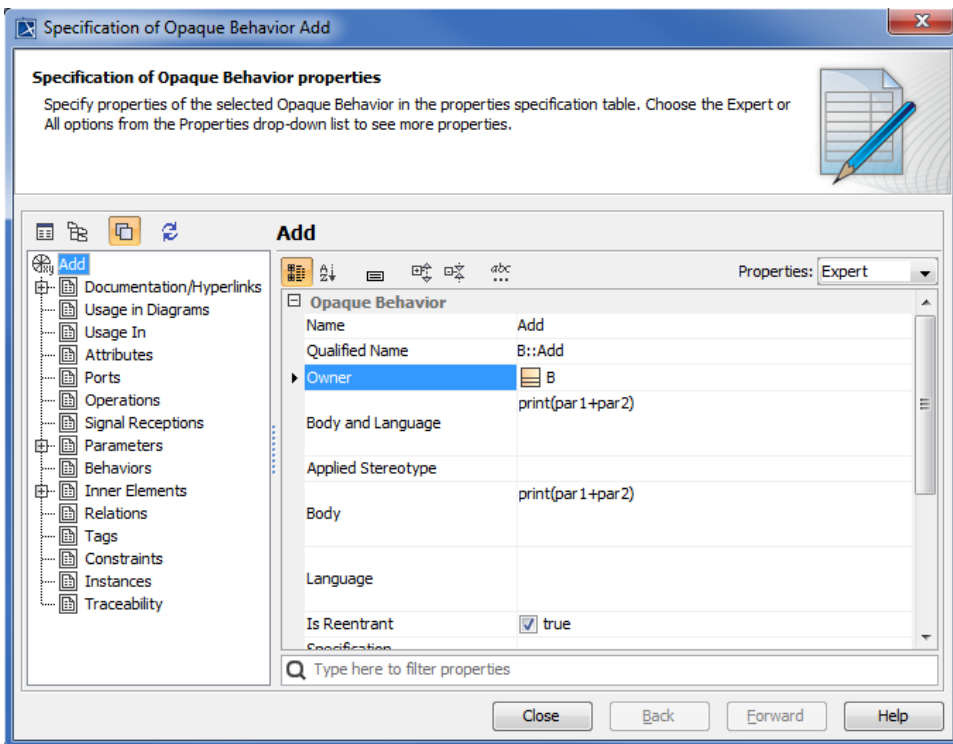 Specification of Opaque Behavior Add
Specification of Opaque Behavior properties
Specify properties of the selected Opaque Behavior in the properties specification table. Choose the Expert or
All options from the Properties drop-down list to see more properties.
Add
Add
Documentation/Hyperlinks
Usage in Diagrams
Usage In
Attributes
Ports
Operations
Signal Receptions
Parameters
Behaviors
Inner Elements
Relations
Tags
Constraints
Instances
Traceability
Properties: Expert
Opaque Behavior
Name Add
Qualified Name B::Add
Owner B
Body and Language print(par1+par2)
Applied Stereotype
Body print(par1+par2)
Language
Is Reentrant true
Specification
Type here to filter properties
Close Back Forward Help